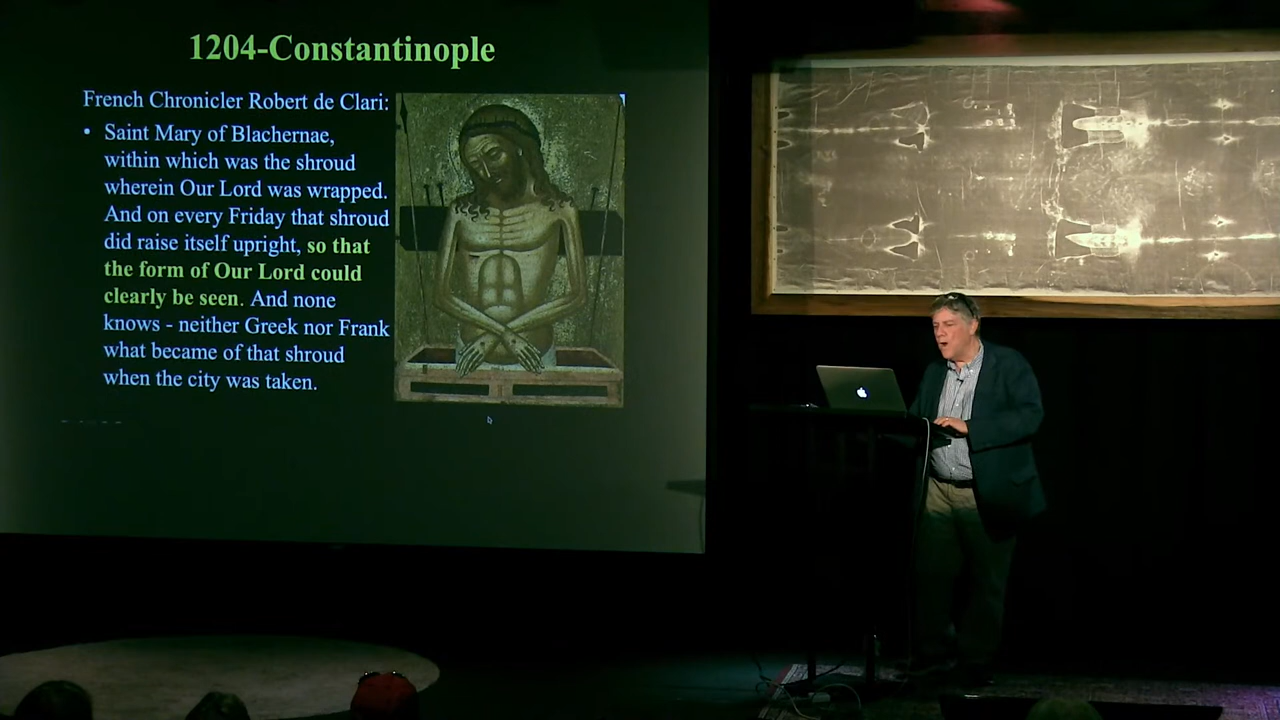 1204-Constantinople
French Chronicler Robert de Clari:
• Saint Mary of Blachernae,
within which was the shroud
wherein Our Lord was wrapped.
And on every Friday that shroud
did raise itself upright, so that
the form of Our Lord could
clearly be seen. And none
knows - neither Greek nor Frank
what became of that shroud
when the city was taken.